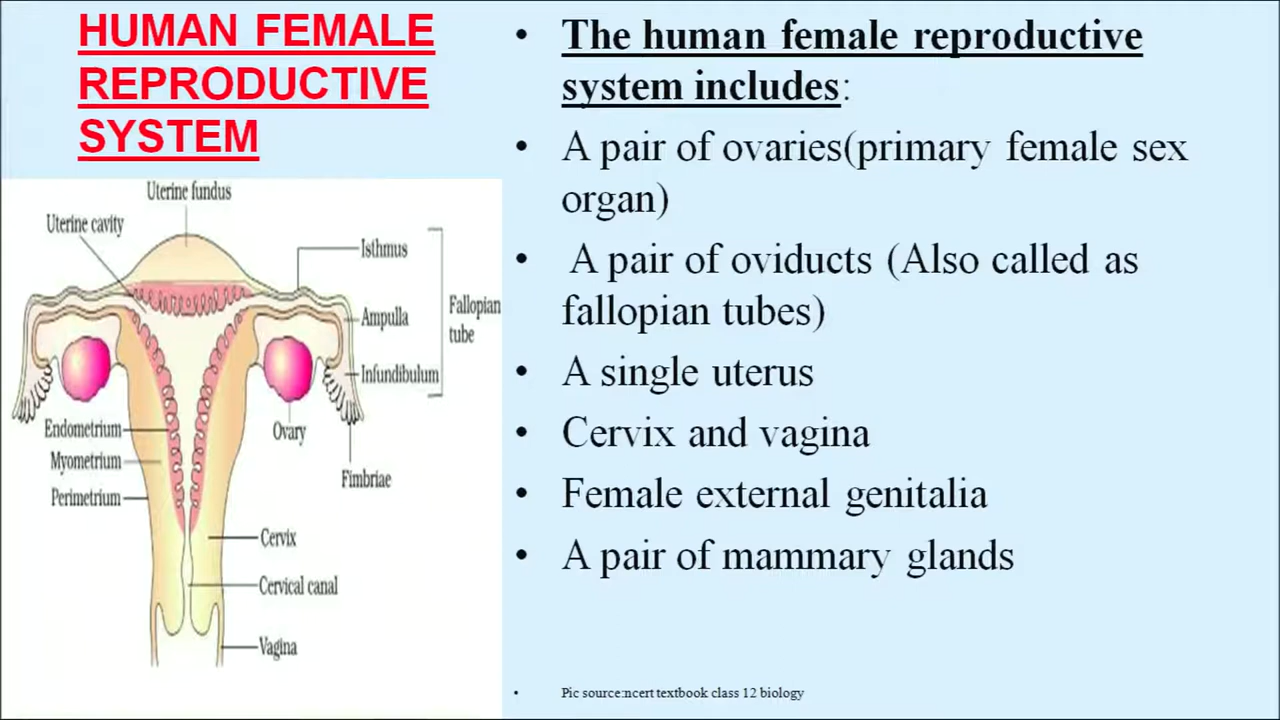 HUMAN FEMALE
REPRODUCTIVE
SYSTEM
Uterine fundus
Uterine cavity
Isthmus
Ampulla
Fallopian
tube
Infundibulum
Endometrium
Ovary
Myometrium
Fimbriae
Perimetrium
Cervix
Cervical canal
Vagina
• The human female reproductive
system includes:
• A pair of ovaries(primary female sex
organ)
• A pair of oviducts (Also called as
fallopian tubes)
• A single uterus
• Cervix and vagina
• Female external genitalia
• A pair of mammary glands
• Pic source:ncert textbook class 12 biology